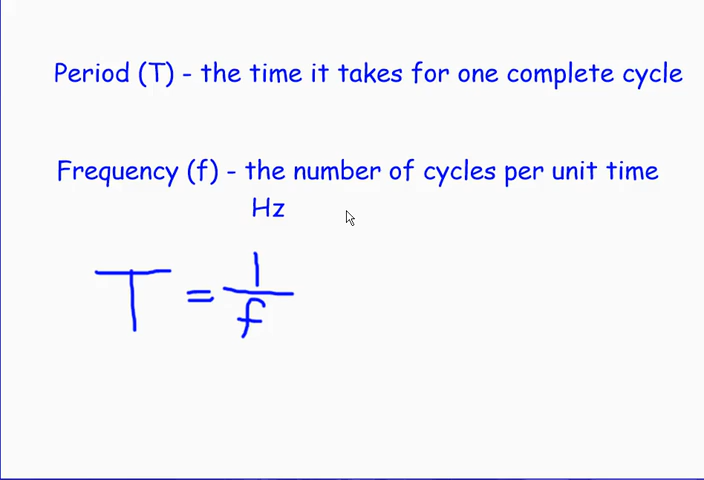 Period (T) - the time it takes for one complete cycle
Frequency (f) - the number of cycles per unit time
Hz
T = 1/f